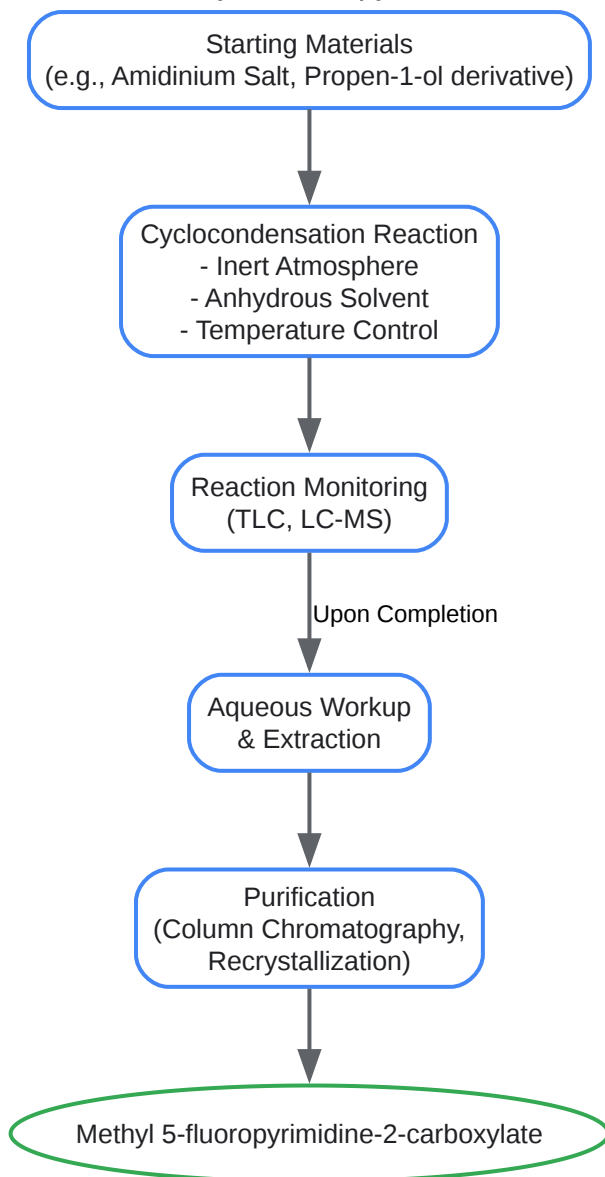 Starting Materials
(e.g., Amidinium Salt, Propen-1-ol derivative)
Cyclocondensation Reaction
- Inert Atmosphere
- Anhydrous Solvent
- Temperature Control
Reaction Monitoring
(TLC, LC-MS)
Upon Completion
Aqueous Workup
& Extraction
Purification
(Column Chromatography,
Recrystallization)
Methyl 5-fluoropyrimidine-2-carboxylate